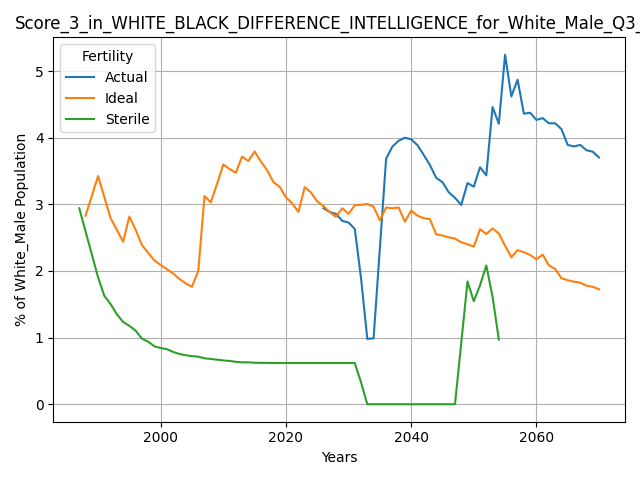 Score_3_in_WHITE_BLACK_DIFFERENCE_INTELLIGENCE_for_White_Male_Q3_
Fertility
Actual
Ideal
Sterile
5
4
3
2
1
0
% of White_Male Population
2000
2020
2040
2060
Years